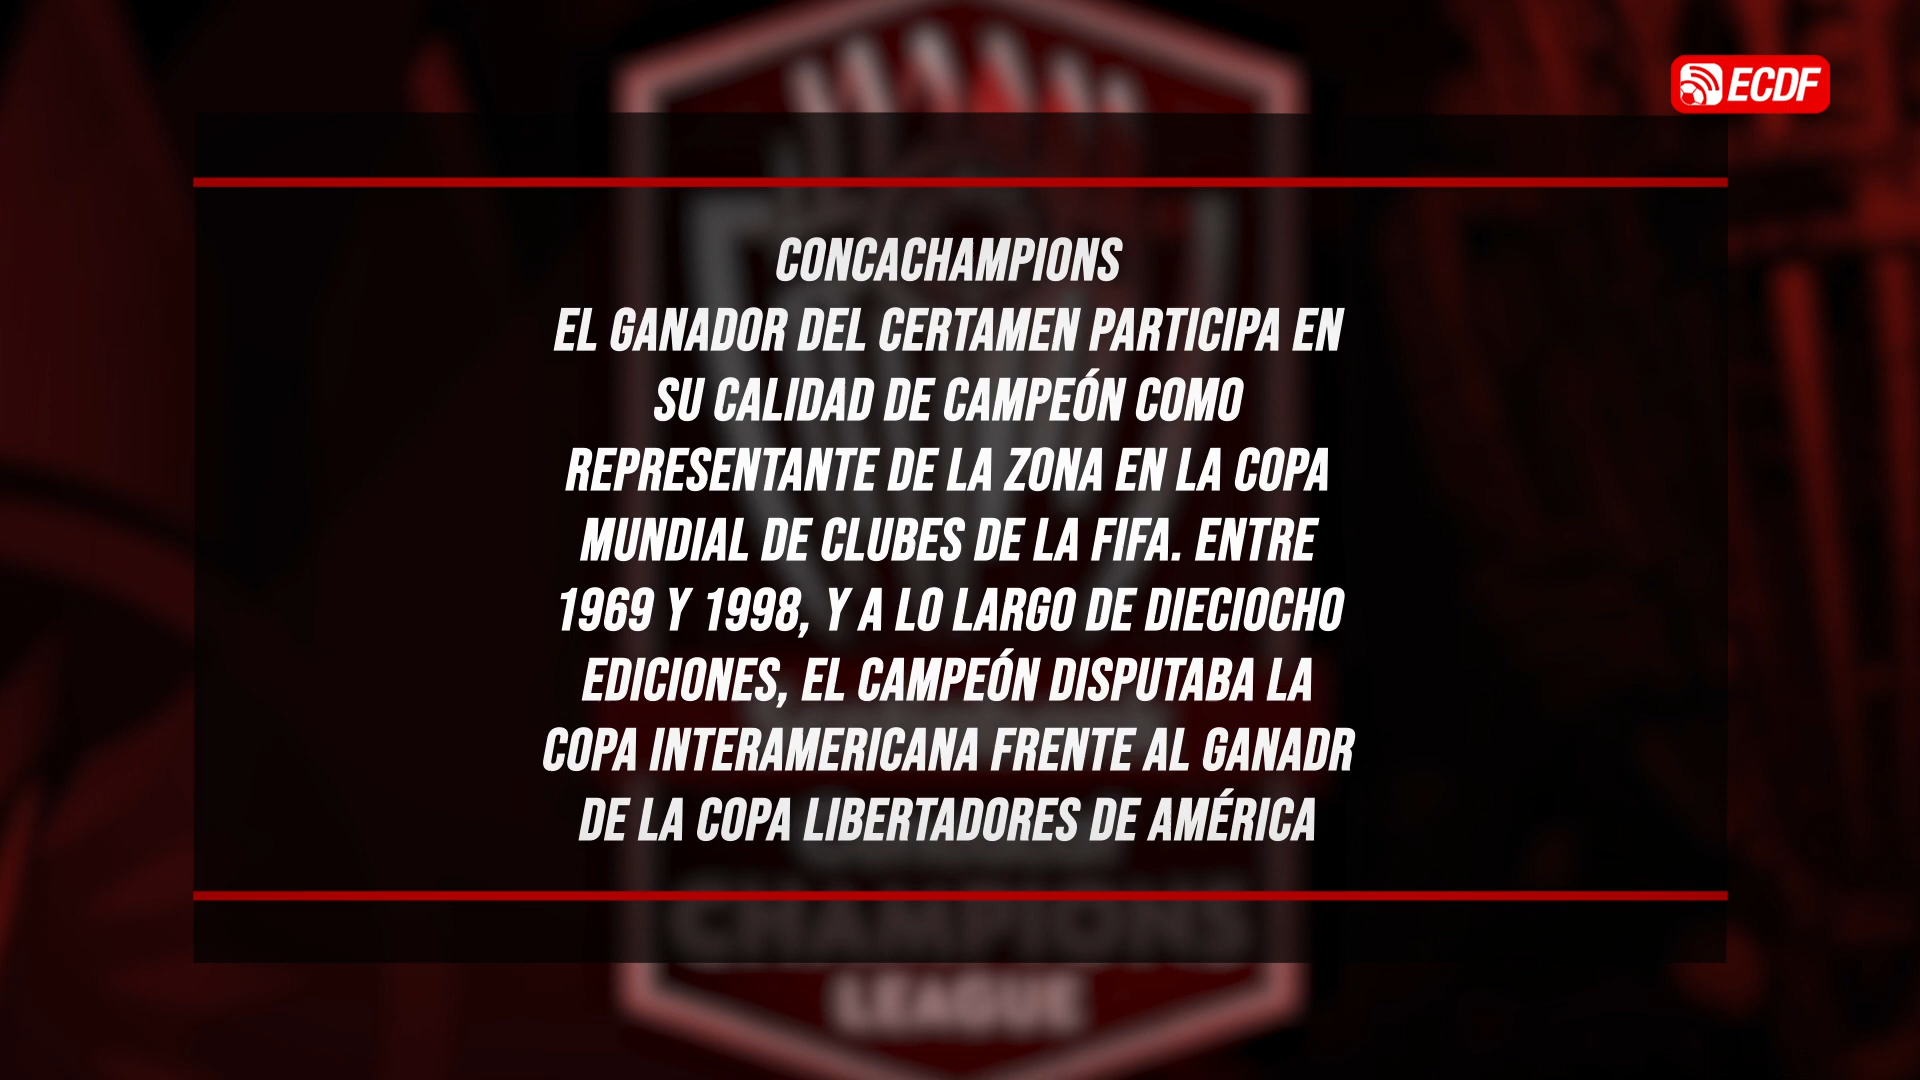 ECDF
CONCACHAMPIONS
EL GANADOR DEL CERTAMEN PARTICIPA EN
SU CALIDAD DE CAMPEÓN COMO
REPRESENTANTE DE LA ZONA EN LA COPA
MUNDIAL DE CLUBES DE LA FIFA. ENTRE
1969 Y 1998, Y A LO LARGO DE DIECIOCHO
EDICIONES, EL CAMPEÓN DISPUTABA LA
COPA INTERAMERICANA FRENTE AL GANADR
DE LA COPA LIBERTADORES DE AMÉRICA
CHAMPIONS
LEAGUE